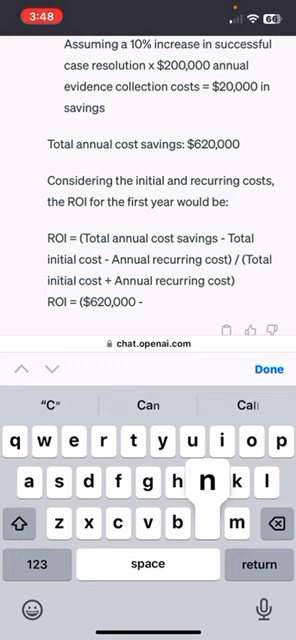 3:48
66
Assuming a 10% increase in successful
case resolution x $200,000 annual
evidence collection costs = $20,000 in
savings
Total annual cost savings: $620,000
Considering the initial and recurring costs,
the ROI for the first year would be:
ROI = (Total annual cost savings - Total
initial cost - Annual recurring cost) / (Total
initial cost + Annual recurring cost)
ROI = ($620,000 -
chat.openai.com
Done
"C" Can Call
q w e r t y u i o p
a s d f g h n k l
z x c v b m
123 space return